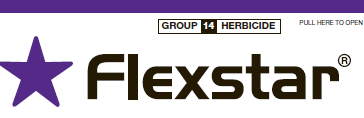 GROUP 14 HERBICIDE
PULL HERE TO OPEN
Flexstar®